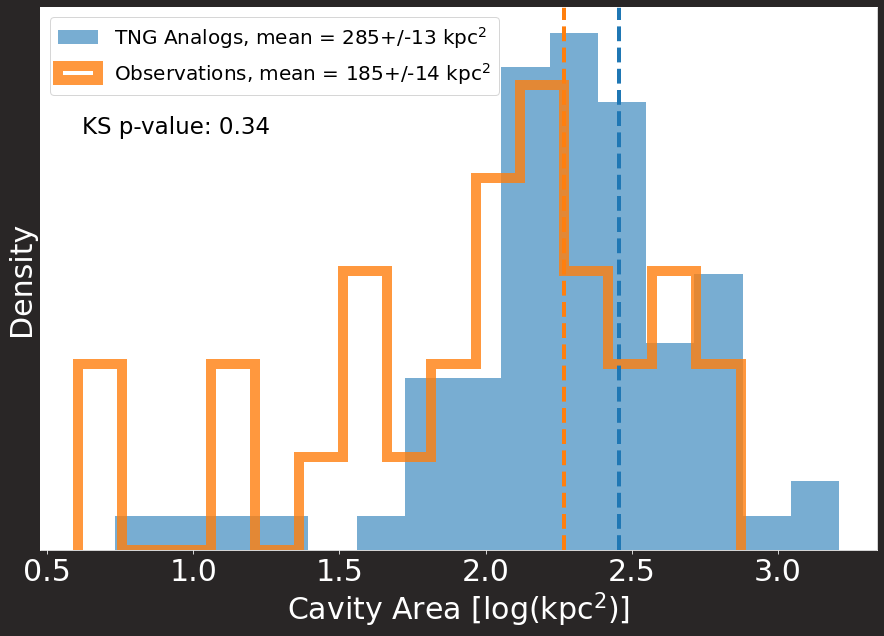 TNG Analogs, mean = 285+/-13 kpc²
Observations, mean = 185+/-14 kpc²
KS p-value: 0.34
Density
0.5 1.0 1.5 2.0 2.5 3.0
Cavity Area [log(kpc²)]